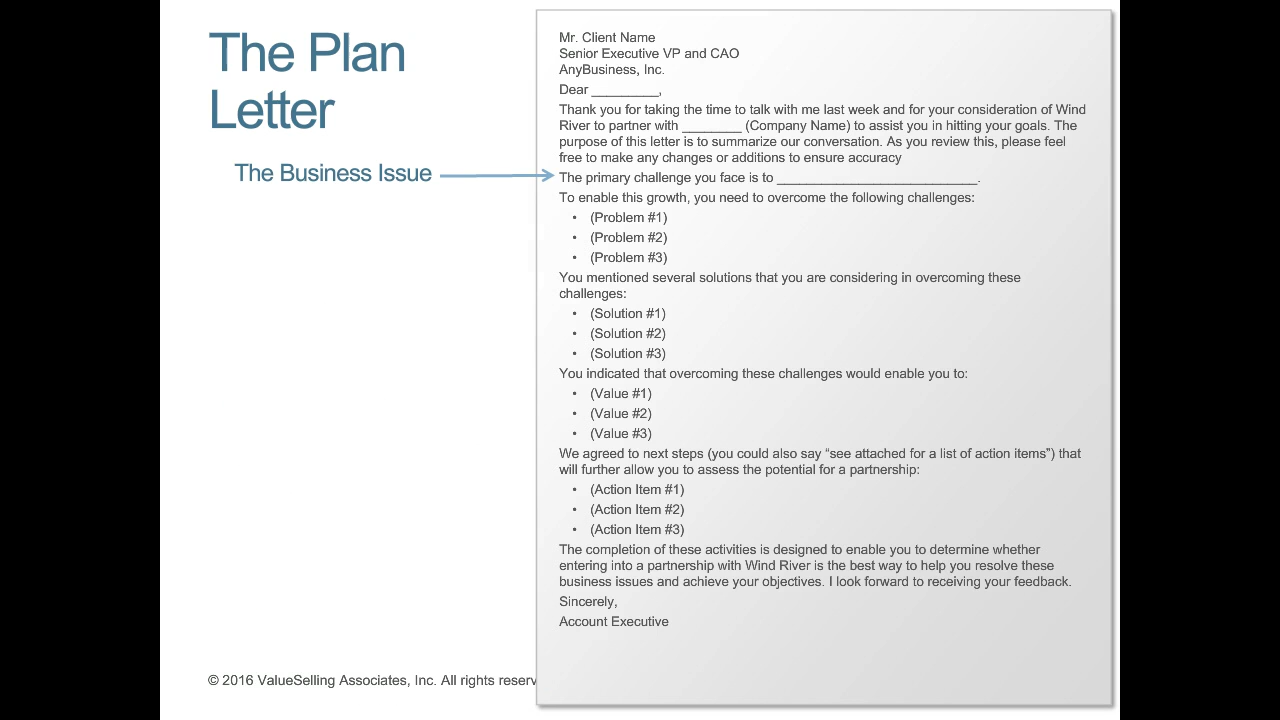 The Plan
Letter
The Business Issue
Mr. Client Name
Senior Executive VP and CAO
AnyBusiness, Inc.
Dear _________,
Thank you for taking the time to talk with me last week and for your consideration of Wind
River to partner with ________ (Company Name) to assist you in hitting your goals. The
purpose of this letter is to summarize our conversation. As you review this, please feel
free to make any changes or additions to ensure accuracy
The primary challenge you face is to ___________________________.
To enable this growth, you need to overcome the following challenges:
• (Problem #1)
• (Problem #2)
• (Problem #3)
You mentioned several solutions that you are considering in overcoming these
challenges:
• (Solution #1)
• (Solution #2)
• (Solution #3)
You indicated that overcoming these challenges would enable you to:
• (Value #1)
• (Value #2)
• (Value #3)
We agreed to next steps (you could also say “see attached for a list of action items”) that
will further allow you to assess the potential for a partnership:
• (Action Item #1)
• (Action Item #2)
• (Action Item #3)
The completion of these activities is designed to enable you to determine whether
entering into a partnership with Wind River is the best way to help you resolve these
business issues and achieve your objectives. I look forward to receiving your feedback.
Sincerely,
Account Executive
© 2016 ValueSelling Associates, Inc. All rights reserv